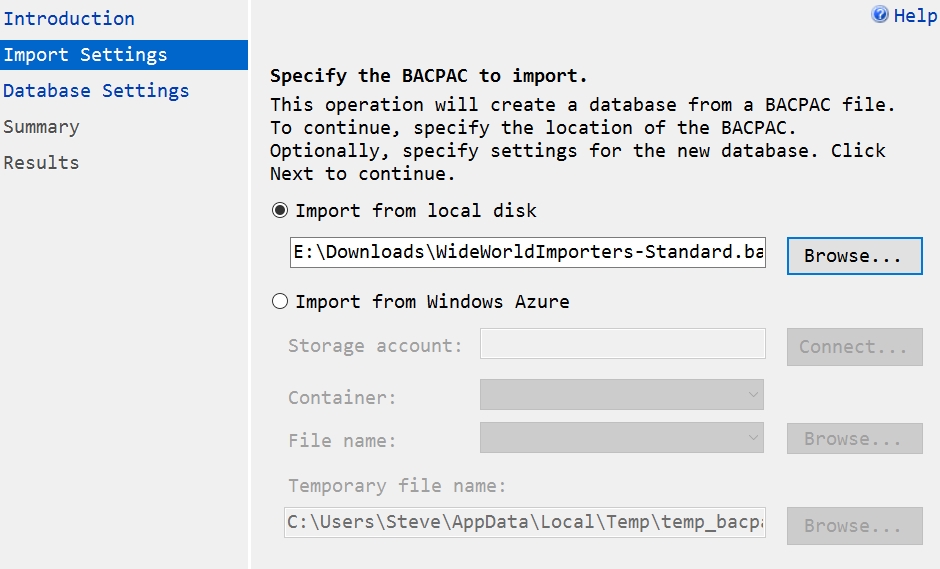 Introduction
Import Settings
Database Settings
Summary
Results
Help
Specify the BACPAC to import.
This operation will create a database from a BACPAC file.
To continue, specify the location of the BACPAC.
Optionally, specify settings for the new database. Click
Next to continue.
Import from local disk
E:\Downloads\WideWorldImporters-Standard.ba
Browse...
Import from Windows Azure
Storage account:
Connect...
Container:
File name:
Browse...
Temporary file name:
C:\Users\Steve\AppData\Local\Temp\temp_bacpa
Browse...